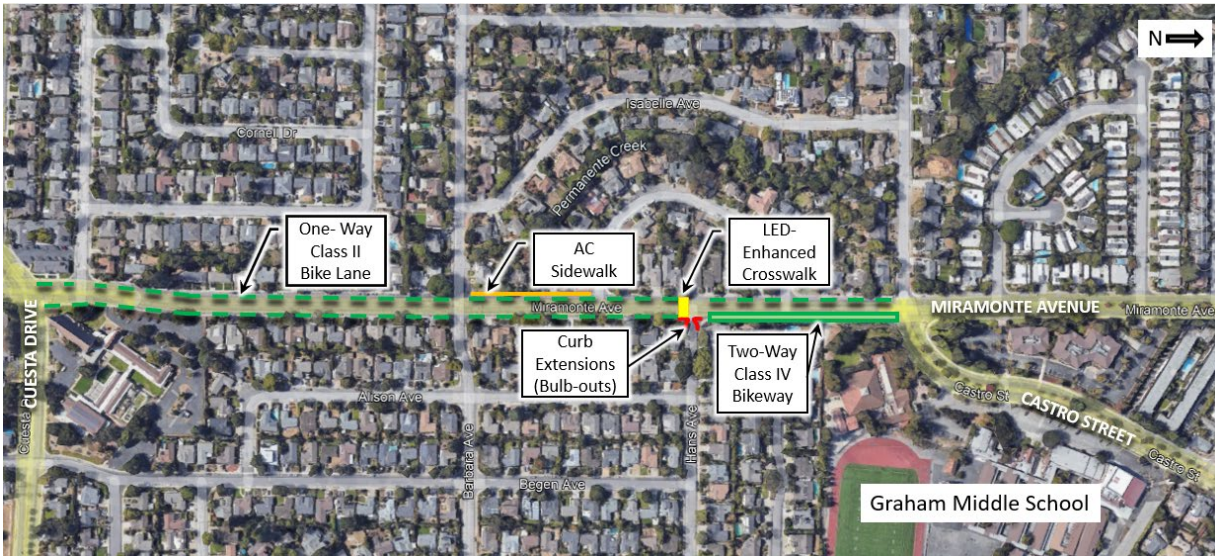 N
Isabelle Ave
Cornell Dr
Permanente Creek
One- Way
Class II
Bike Lane
AC
Sidewalk
LED-
Enhanced
Crosswalk
Miramonte Ave
MIRAMONTE AVENUE
Miramonte Ave
CUESTA DRIVE
Cuesta
Curb
Extensions
(Bulb-outs)
Two-Way
Class IV
Bikeway
Alison Ave
Castro St
CASTRO STREET
Castro St
Barbara Ave
Hans Ave
Begen Ave
Graham Middle School